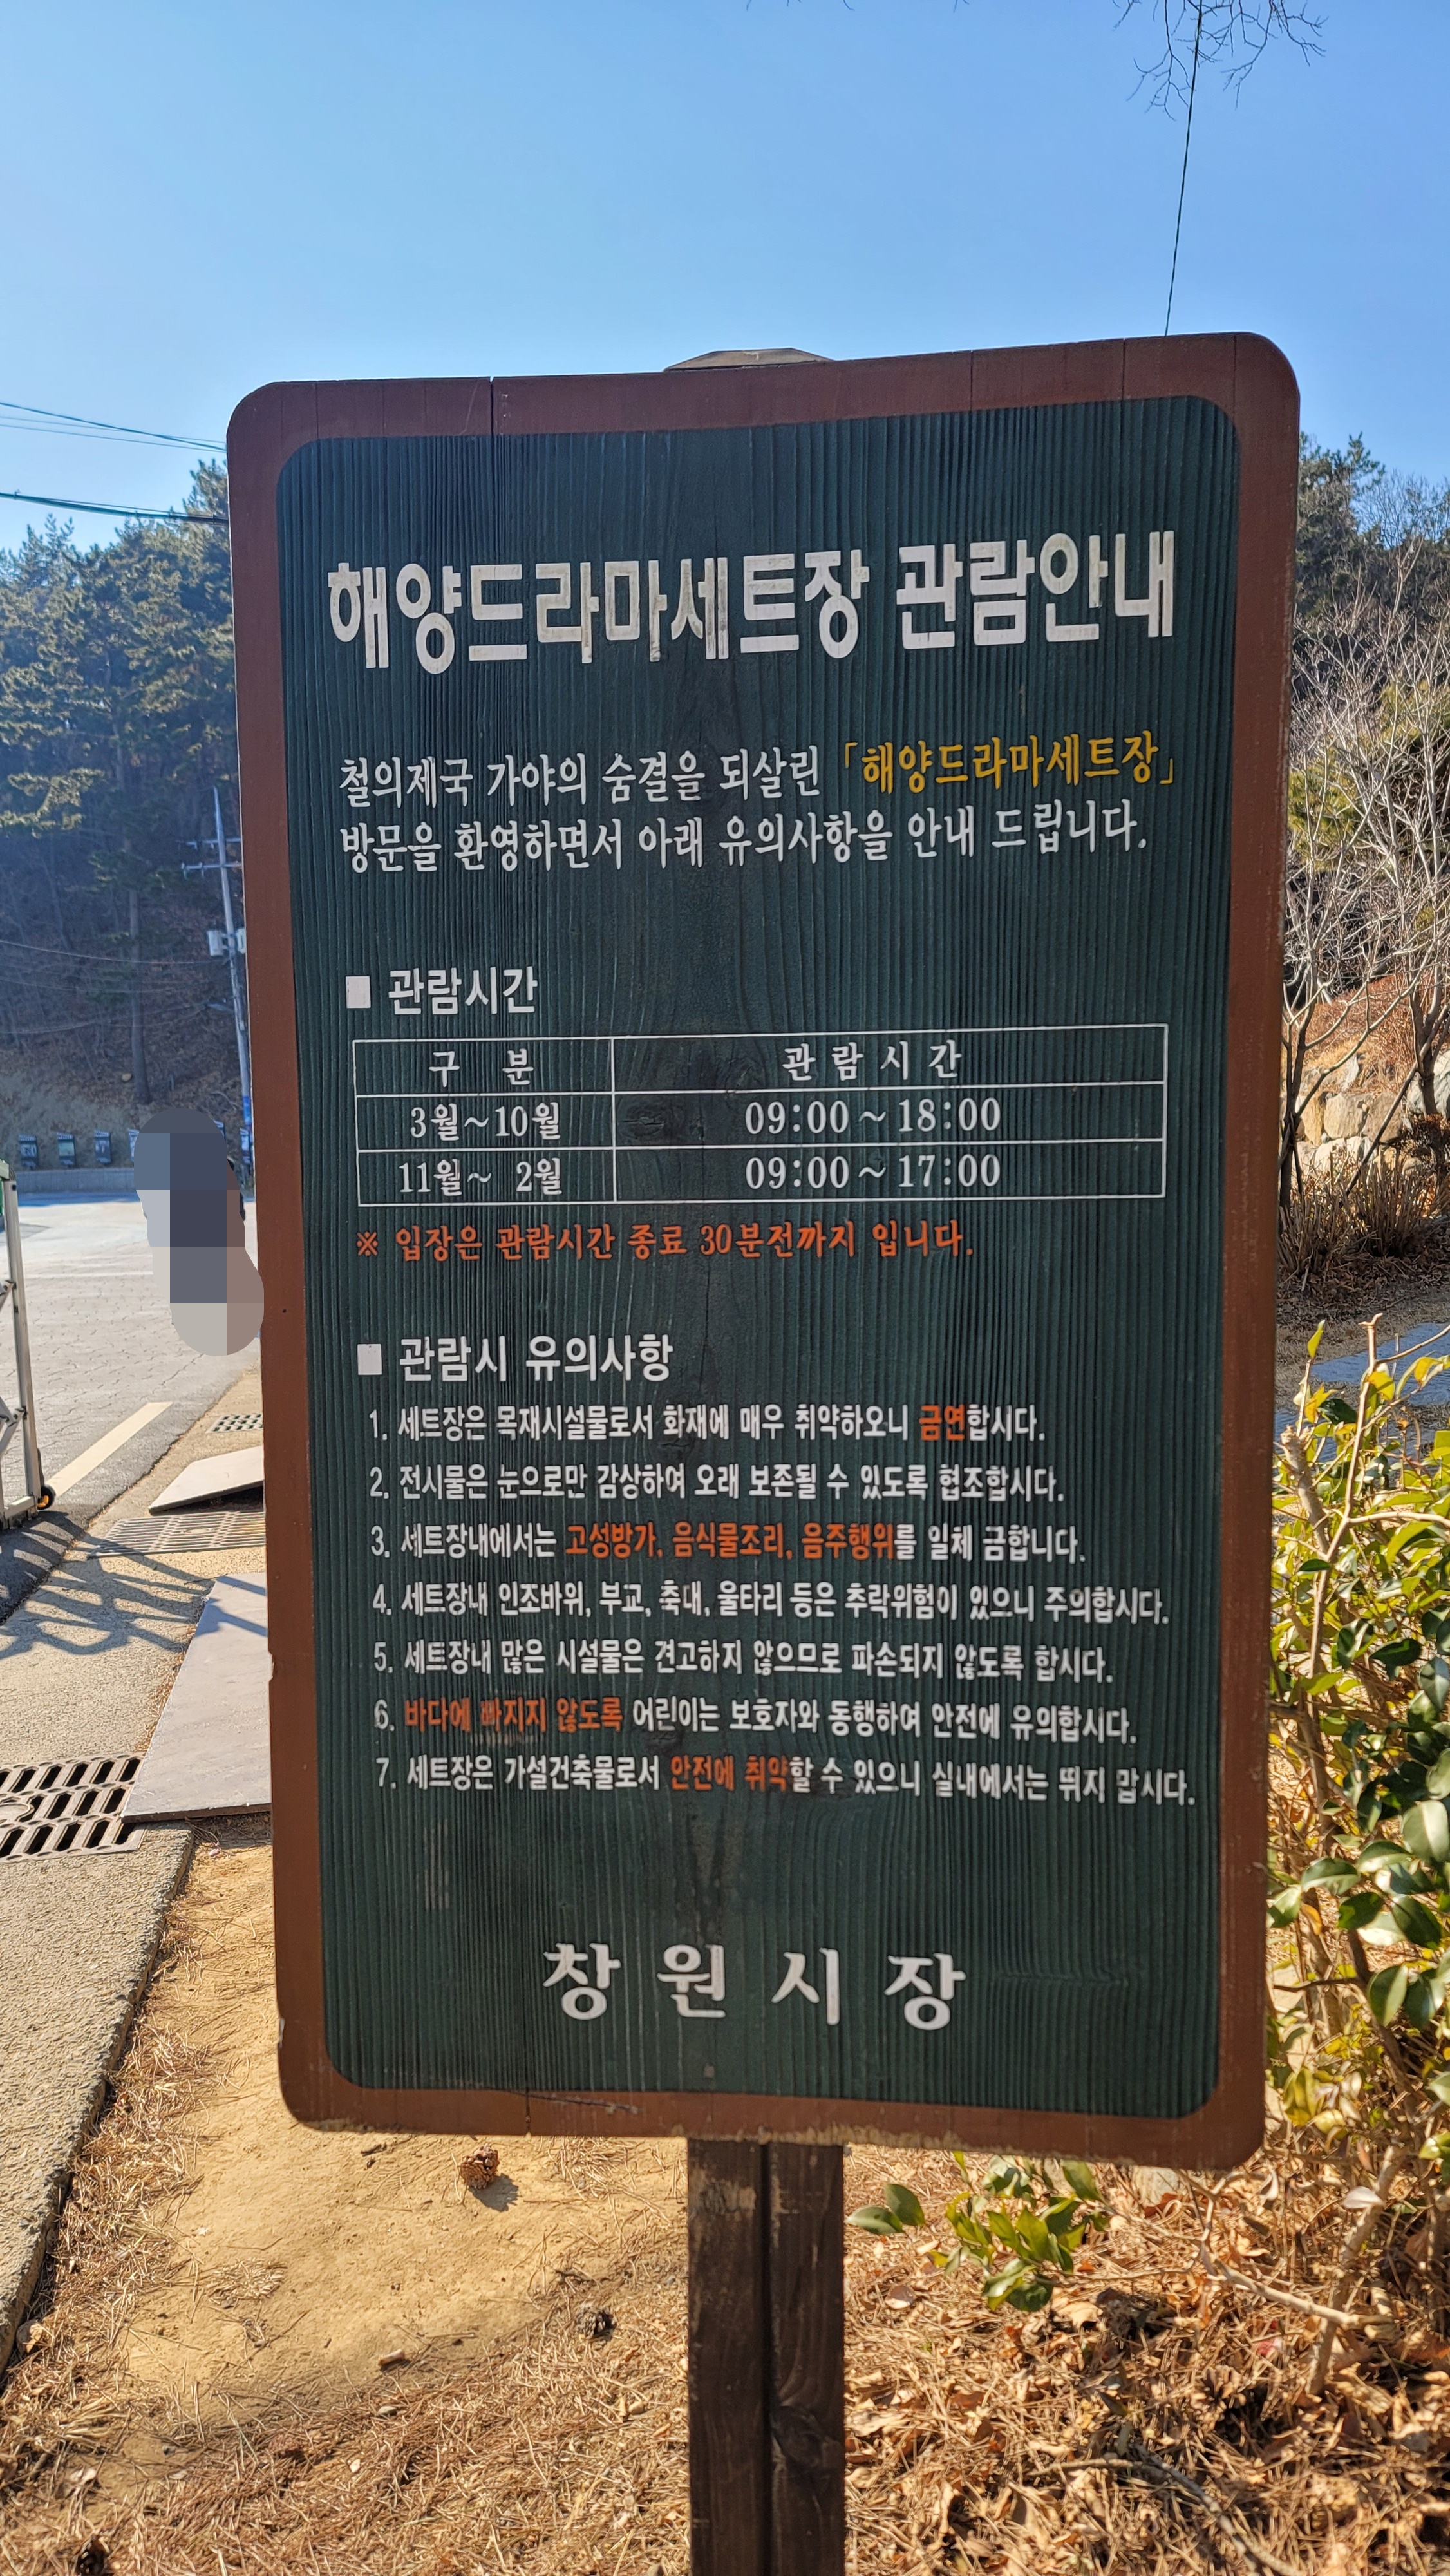 해양드라마세트장 관람안내
철의제국 가야의 숨결을 되살린 「해양드라마세트장」
방문을 환영하면서 아래 유의사항을 안내 드립니다.
■ 관람시간
구 분 관 람 시 간
3월~10월 09:00~18:00
11월~ 2월 09:00~17:00
※ 입장은 관람시간 종료 30분전까지 입니다.
■ 관람시 유의사항
1. 세트장은 목재시설물로서 화재에 매우 취약하오니 금연합시다.
2. 전시물은 눈으로만 감상하여 오래 보존될 수 있도록 협조합시다.
3. 세트장내에서는 고성방가, 음식물조리, 음주행위를 일체 금합니다.
4. 세트장내 인조바위, 부교, 축대, 울타리 등은 추락위험이 있으니 주의합시다.
5. 세트장내 많은 시설물은 견고하지 않으므로 파손되지 않도록 합시다.
6. 바다에 빠지지 않도록 어린이는 보호자와 동행하여 안전에 유의합시다.
7. 세트장은 가설건축물로서 안전에 취약할 수 있으니 실내에서는 뛰지 맙시다.
창 원 시 장